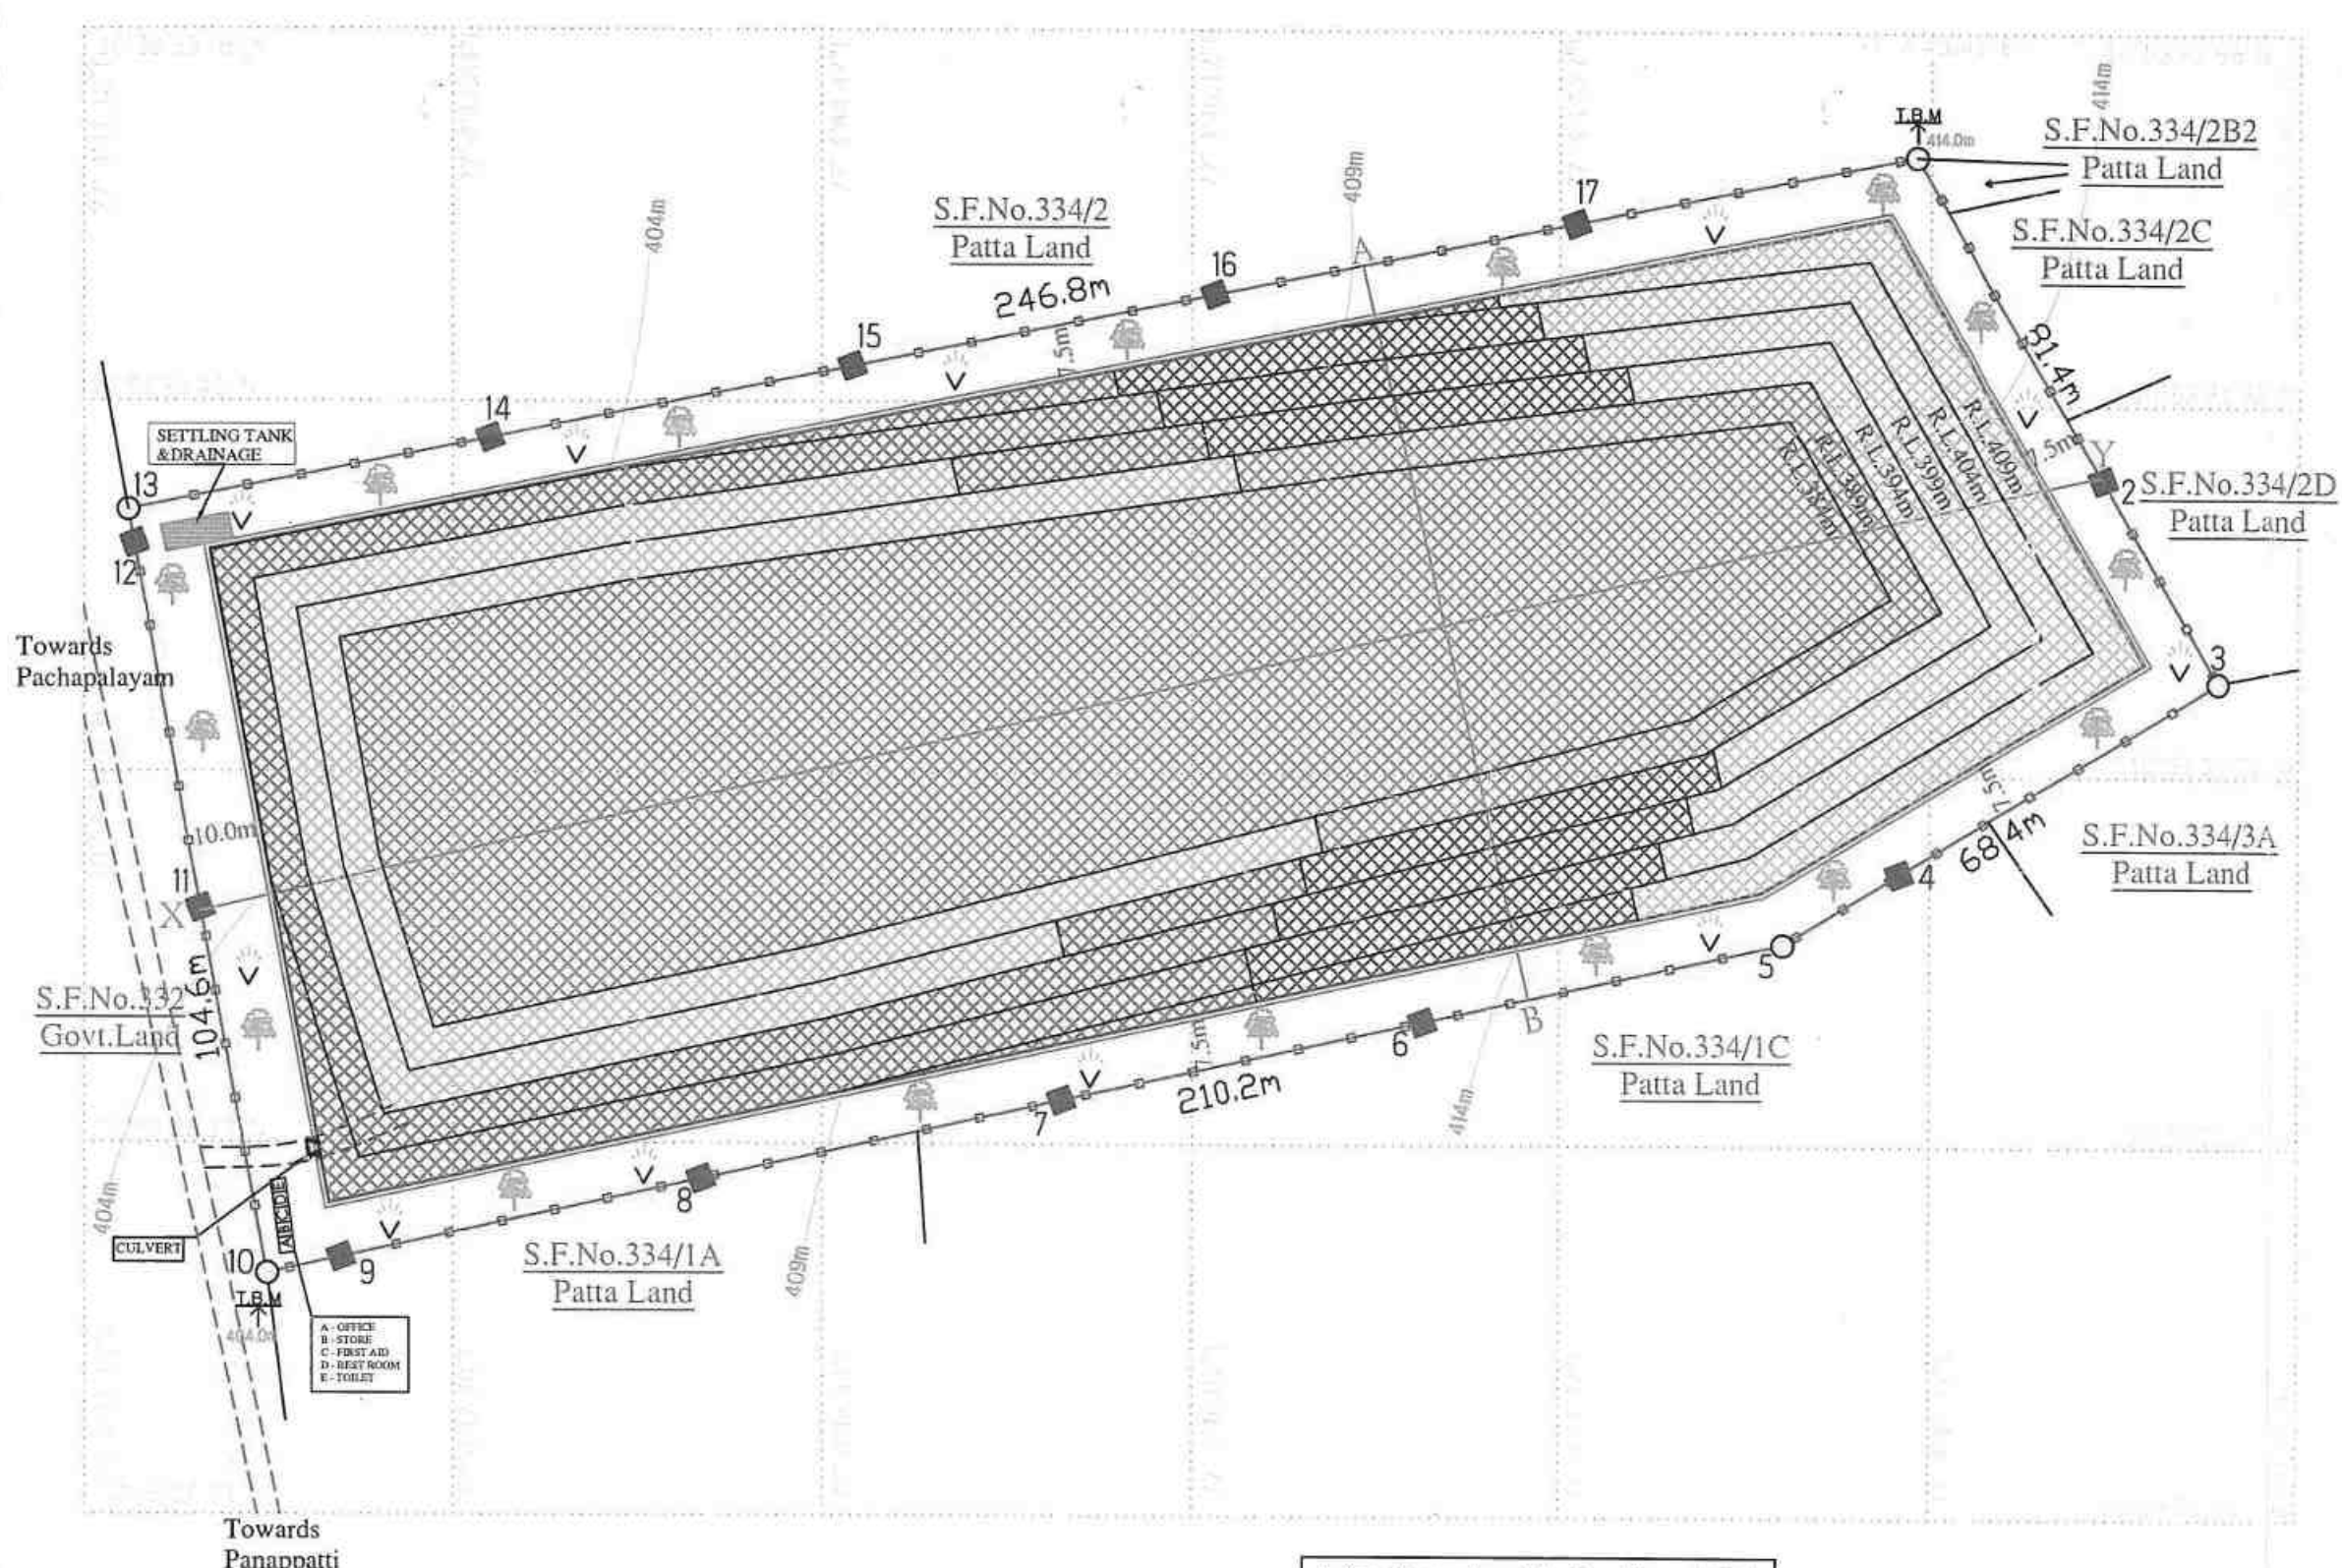 414m
T.B.M
414.0m
S.F.No.334/2B2
Patta Land
17
409m
S.F.No.334/2
Patta Land
404m
S.F.No.334/2C
Patta Land
A
16
246.8m
7.5m
15
81.4m
14
SETTLING TANK
&DRAINAGE
13
R.L.409m
R.L.404m
R.L.399m
R.L.394m
R.L.389m
R.L.384m
7.5m
Y
2
S.F.No.334/2D
Patta Land
12
Towards
Pachapalayam
3
10.0m
7.5m
68.4m
S.F.No.334/3A
Patta Land
11
X
4
5
104.6m
S.F.No.332
Govt.Land
6
B
7.5m
S.F.No.334/1C
Patta Land
210.2m
7
414m
8
404m
A B C D E
CULVERT
10
9
S.F.No.334/1A
Patta Land
409m
T.B.M
404.0m
A - OFFICE
B - STORE
C - FIRST AID
D - REST ROOM
E - TOILET
Towards
Panappatti